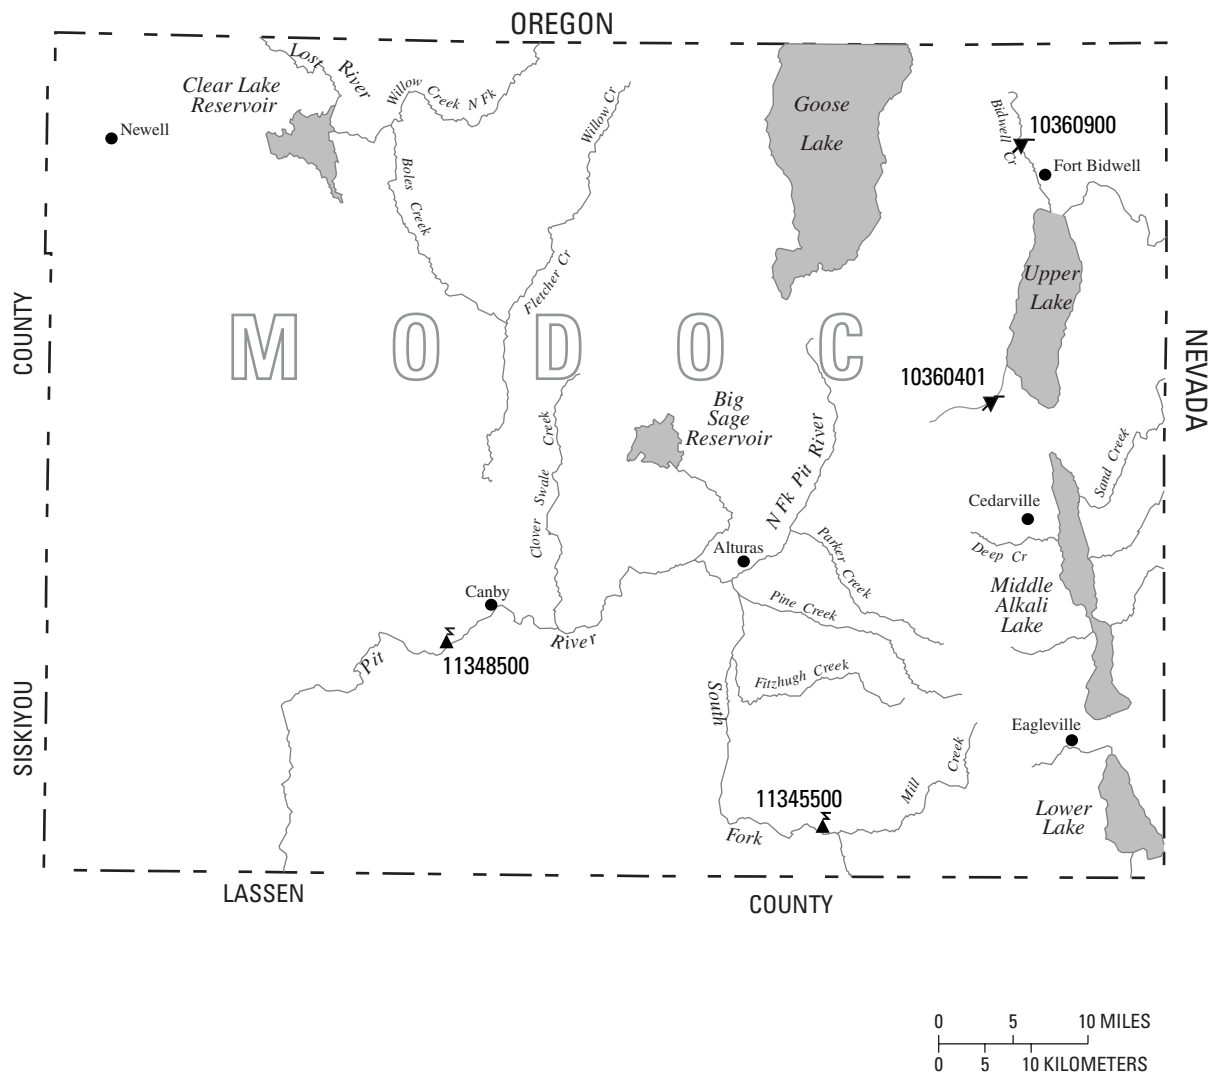 OREGON
Lost River
Willow Creek N Fk
Willow Cr
Clear Lake
Reservoir
Newell
Boles Creek
Goose
Lake
Bidwell Cr
10360900
Fort Bidwell
Fletcher Cr
Upper
Lake
COUNTY
MODOC
NEVADA
10360401
Big
Sage
Reservoir
Clover Swale Creek
N Fk Pit River
Sand Creek
Cedarville
Deep Cr
Alturas
Parker Creek
Middle
Alkali
Lake
Canby
Pine Creek
Pit River
11348500
Fitzhugh Creek
South Fork
SISKIYOU
Eagleville
Mill Creek
11345500
Lower
Lake
LASSEN COUNTY
0 5 10 MILES
0 5 10 KILOMETERS